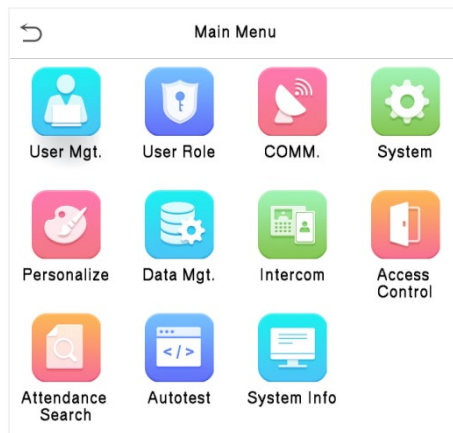 Main Menu
User Mgt.
User Role
COMM.
System
Personalize
Data Mgt.
Intercom
Access
Control
Attendance
Search
</>
Autotest
System Info